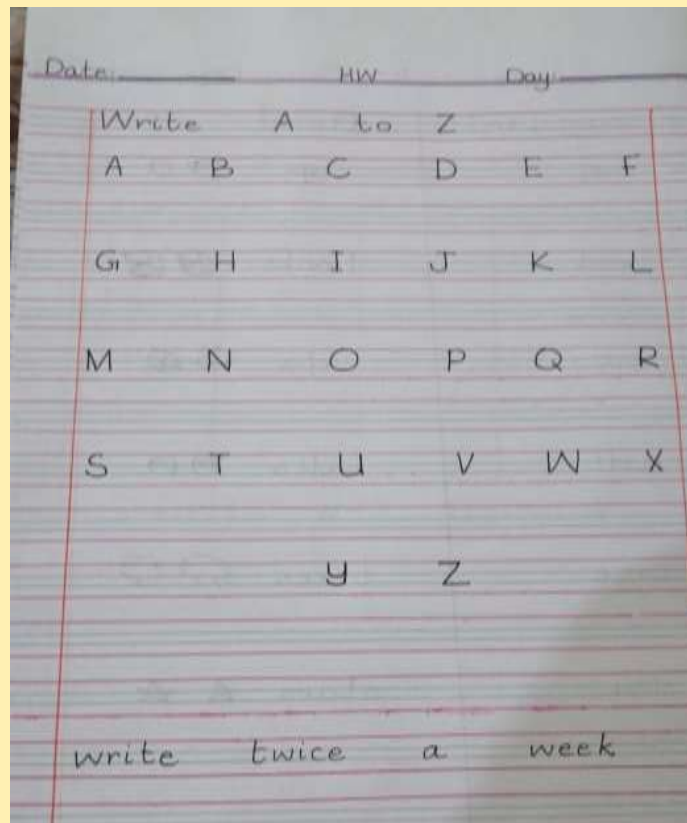 Date: HW Day:
Write A to Z
A B C D E F
G H I J K L
M N O P Q R
S T U V W X
y Z
write twice a week